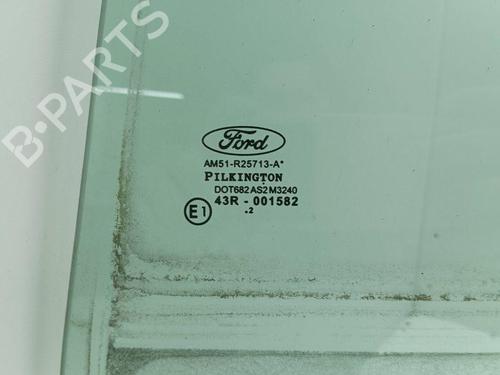 B-PARTS
Ford
AM51-R25713-A*
PILKINGTON
DOT682 AS2 M3240
E1 43R - 001582
.2